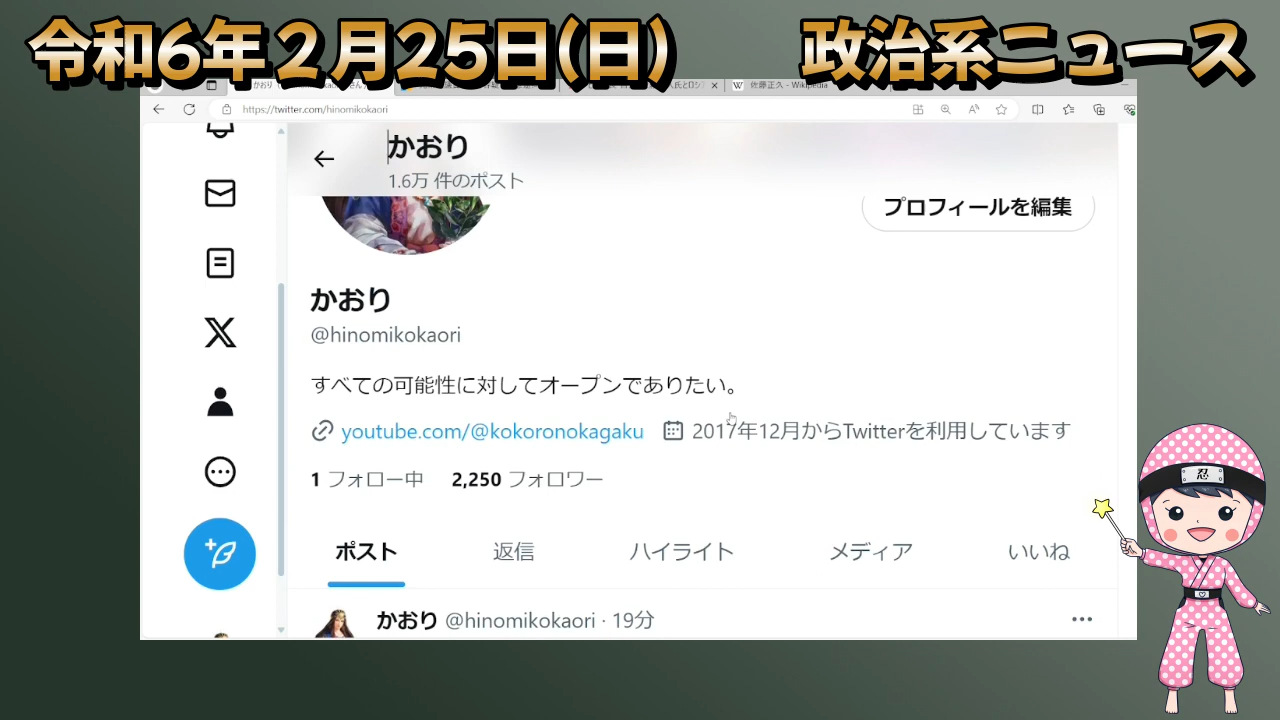 令和6年２月25日(日)　政治系ニュース
佐藤正久 - Wikipedia
https://twitter.com/hinomikokaori
かおり
1.6万 件のポスト
プロフィールを編集
かおり
@hinomikokaori
すべての可能性に対してオープンでありたい。
youtube.com/@kokoronokagaku 2017年12月からTwitterを利用しています
1 フォロー中 2,250 フォロワー
ポスト 返信 ハイライト メディア いいね
かおり @hinomikokaori · 19分
忍